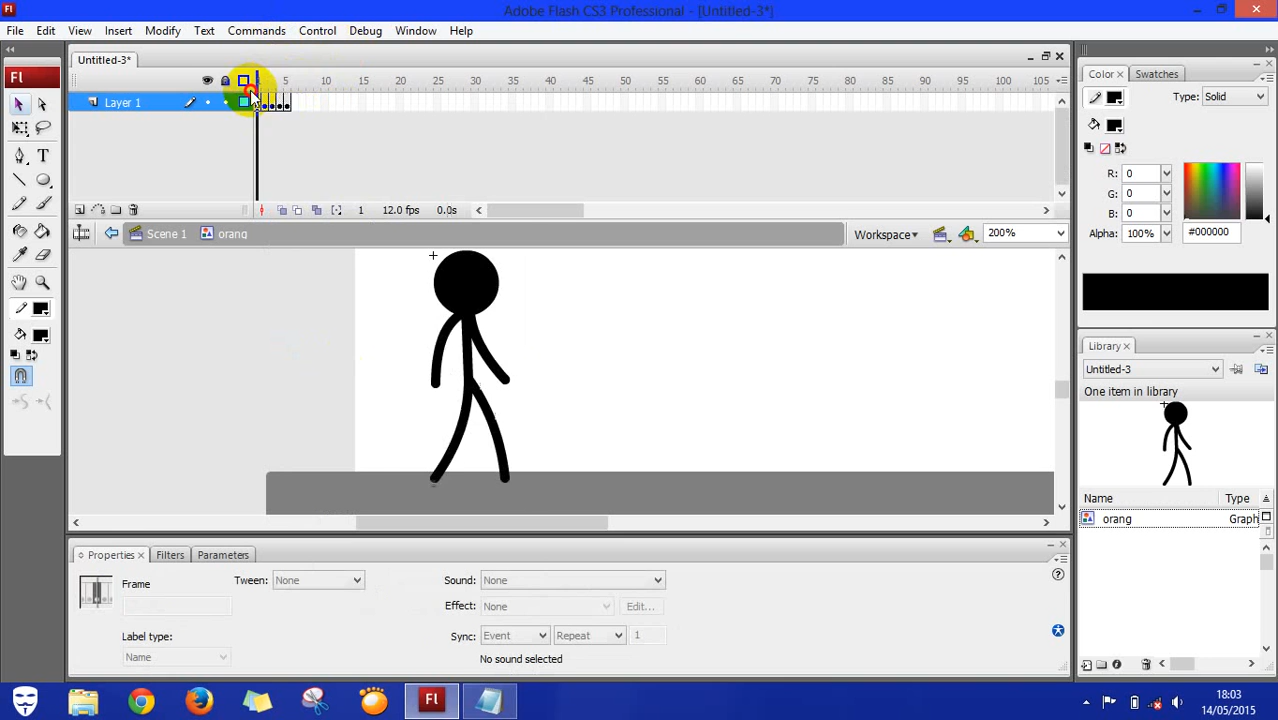 Adobe Flash CS3 Professional - [Untitled-3*]
File Edit View Insert Modify Text Commands Control Debug Window Help
Untitled-3*
5 10 15 20 25 30 35 40 45 50 55 60 65 70 75 80 85 90 95 100 105
Layer 1
1 12.0 fps 0.0s
Scene 1 orang
Workspace 200%
Fl
T
Color Swatches
Type: Solid
R: 0
G: 0
B: 0
Alpha: 100% #000000
Library
Untitled-3
One item in library
Name Type
orang Graph
Properties Filters Parameters
Frame
Tween: None
Sound: None
Effect: None Edit...
Label type:
Name
Sync: Event Repeat 1
No sound selected
Fl
18:03
14/05/2015